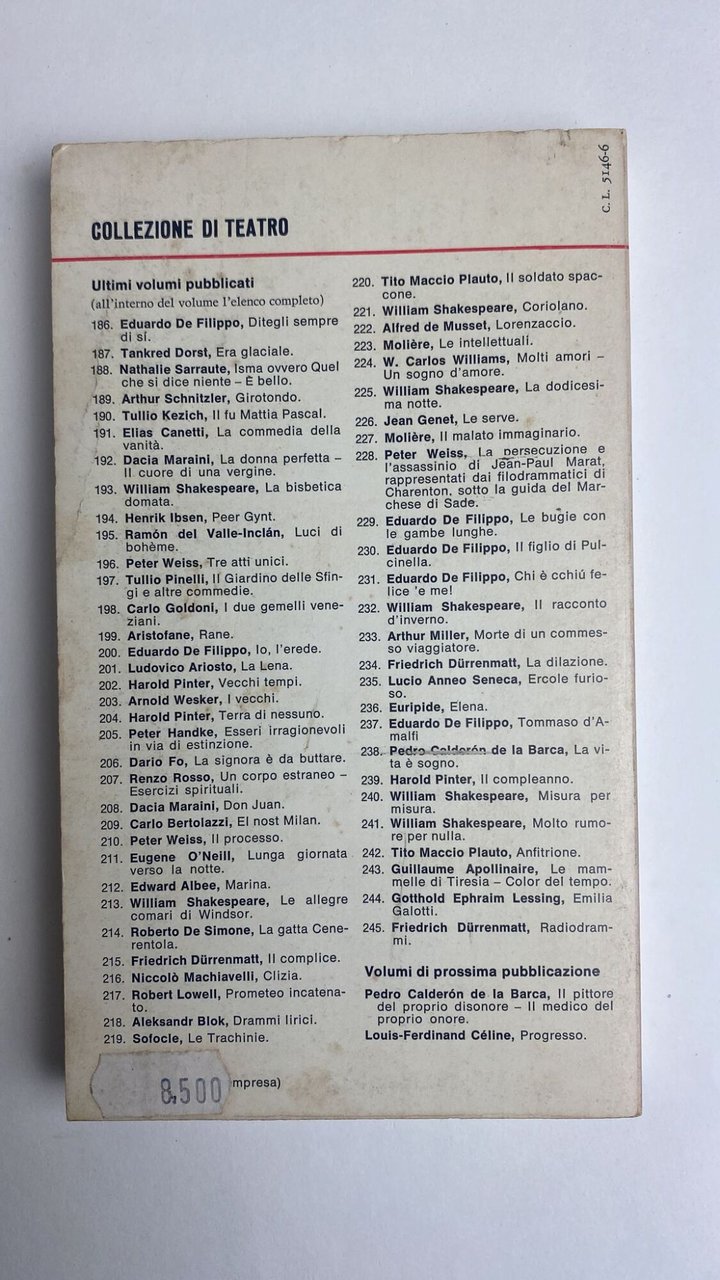 C. L. 5146-6
COLLEZIONE DI TEATRO
Ultimi volumi pubblicati
(all'interno del volume l'elenco completo)
186. Eduardo De Filippo, Ditegli sempre
di sí.
187. Tankred Dorst, Era glaciale.
188. Nathalie Sarraute, Isma ovvero Quel
che si dice niente – È bello.
189. Arthur Schnitzler, Girotondo.
190. Tullio Kezich, Il fu Mattia Pascal.
191. Elias Canetti, La commedia della
vanità.
192. Dacia Maraini, La donna perfetta –
Il cuore di una vergine.
193. William Shakespeare, La bisbetica
domata.
194. Henrik Ibsen, Peer Gynt.
195. Ramón del Valle-Inclán, Luci di
bohème.
196. Peter Weiss, Tre atti unici.
197. Tullio Pinelli, Il Giardino delle Sfin-
gi e altre commedie.
198. Carlo Goldoni, I due gemelli vene-
ziani.
199. Aristofane, Rane.
200. Eduardo De Filippo, Io, l'erede.
201. Ludovico Ariosto, La Lena.
202. Harold Pinter, Vecchi tempi.
203. Arnold Wesker, I vecchi.
204. Harold Pinter, Terra di nessuno.
205. Peter Handke, Esseri irragionevoli
in via di estinzione.
206. Dario Fo, La signora è da buttare.
207. Renzo Rosso, Un corpo estraneo –
Esercizi spirituali.
208. Dacia Maraini, Don Juan.
209. Carlo Bertolazzi, El nost Milan.
210. Peter Weiss, Il processo.
211. Eugene O'Neill, Lunga giornata
verso la notte.
212. Edward Albee, Marina.
213. William Shakespeare, Le allegre
comari di Windsor.
214. Roberto De Simone, La gatta Cene-
rentola.
215. Friedrich Dürrenmatt, Il complice.
216. Niccolò Machiavelli, Clizia.
217. Robert Lowell, Prometeo incatena-
to.
218. Aleksandr Blok, Drammi lirici.
219. Sofocle, Le Trachinie.
220. Tito Maccio Plauto, Il soldato spac-
cone.
221. William Shakespeare, Coriolano.
222. Alfred de Musset, Lorenzaccio.
223. Molière, Le intellettuali.
224. W. Carlos Williams, Molti amori –
Un sogno d'amore.
225. William Shakespeare, La dodicesi-
ma notte.
226. Jean Genet, Le serve.
227. Molière, Il malato immaginario.
228. Peter Weiss, La persecuzione e
l'assassinio di Jean-Paul Marat,
rappresentati dai filodrammatici di
Charenton, sotto la guida del Mar-
chese di Sade.
229. Eduardo De Filippo, Le bugie con
le gambe lunghe.
230. Eduardo De Filippo, Il figlio di Pul-
cinella.
231. Eduardo De Filippo, Chi è cchiú fe-
lice 'e me!
232. William Shakespeare, Il racconto
d'inverno.
233. Arthur Miller, Morte di un commes-
so viaggiatore.
234. Friedrich Dürrenmatt, La dilazione.
235. Lucio Anneo Seneca, Ercole furio-
so.
236. Euripide, Elena.
237. Eduardo De Filippo, Tommaso d'A-
malfi
238. Pedro Calderón de la Barca, La vi-
ta è sogno.
239. Harold Pinter, Il compleanno.
240. William Shakespeare, Misura per
misura.
241. William Shakespeare, Molto rumo-
re per nulla.
242. Tito Maccio Plauto, Anfitrione.
243. Guillaume Apollinaire, Le mam-
melle di Tiresia – Color del tempo.
244. Gotthold Ephraim Lessing, Emilia
Galotti.
245. Friedrich Dürrenmatt, Radiodram-
mi.
Volumi di prossima pubblicazione
Pedro Calderón de la Barca, Il pittore
del proprio disonore – Il medico del
proprio onore.
Louis-Ferdinand Céline, Progresso.
8,500 mpresa)